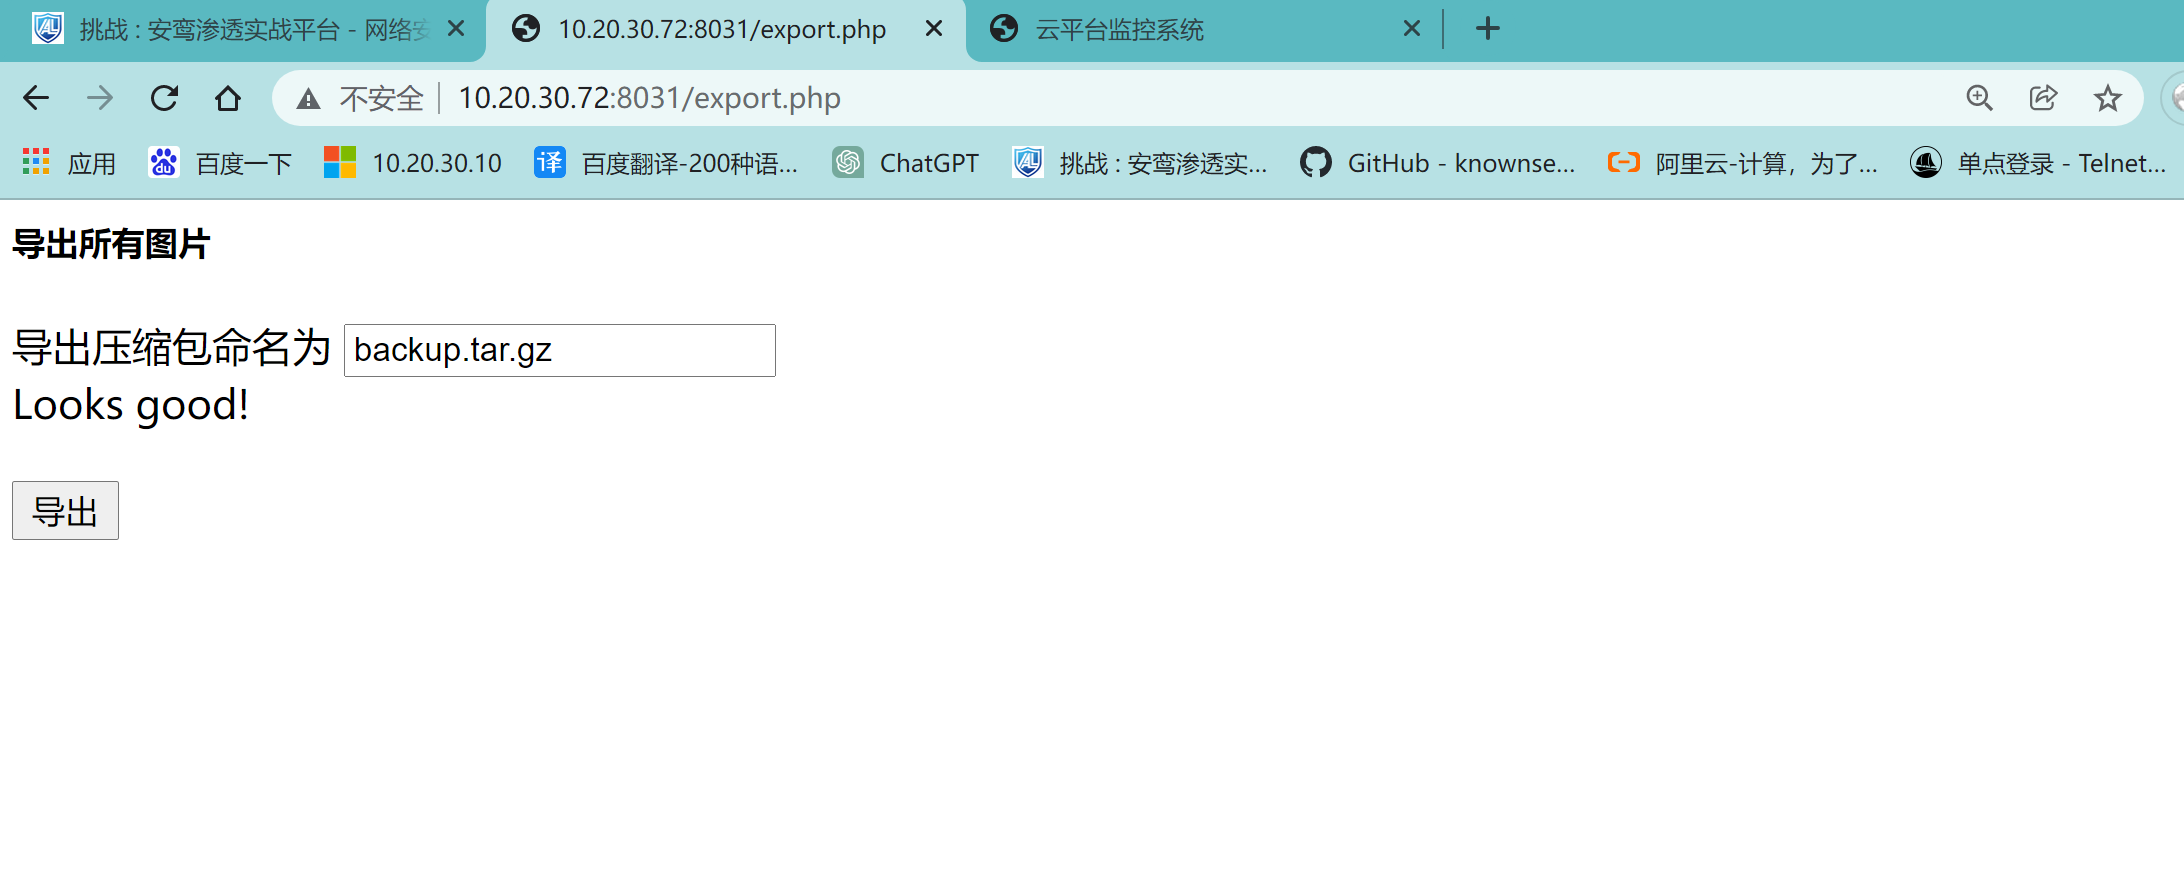 挑战 : 安鸾渗透实战平台 - 网络安
10.20.30.72:8031/export.php
云平台监控系统
不安全
10.20.30.72:8031/export.php
应用
百度一下
10.20.30.10
译
百度翻译-200种语...
ChatGPT
挑战 : 安鸾渗透实...
GitHub - knownse...
阿里云-计算，为了...
单点登录 - Telnet...
导出所有图片
导出压缩包命名为 backup.tar.gz
Looks good!
导出